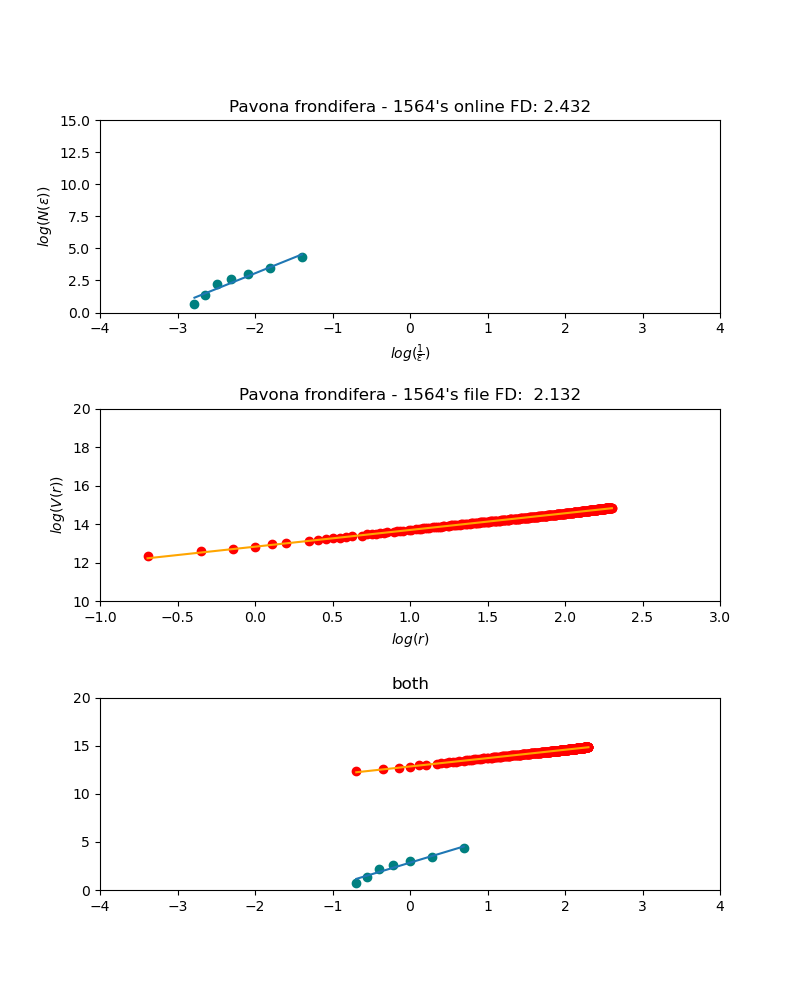 Pavona frondifera - 1564's online FD: 2.432
15.0
12.5
10.0
7.5
5.0
2.5
0.0
log(N(ε))
−4 −3 −2 −1 0 1 2 3 4
log(1/ε)
Pavona frondifera - 1564's file FD:  2.132
20
18
16
14
12
10
log(V(r))
−1.0 −0.5 0.0 0.5 1.0 1.5 2.0 2.5 3.0
log(r)
both
20
15
10
5
0
−4 −3 −2 −1 0 1 2 3 4